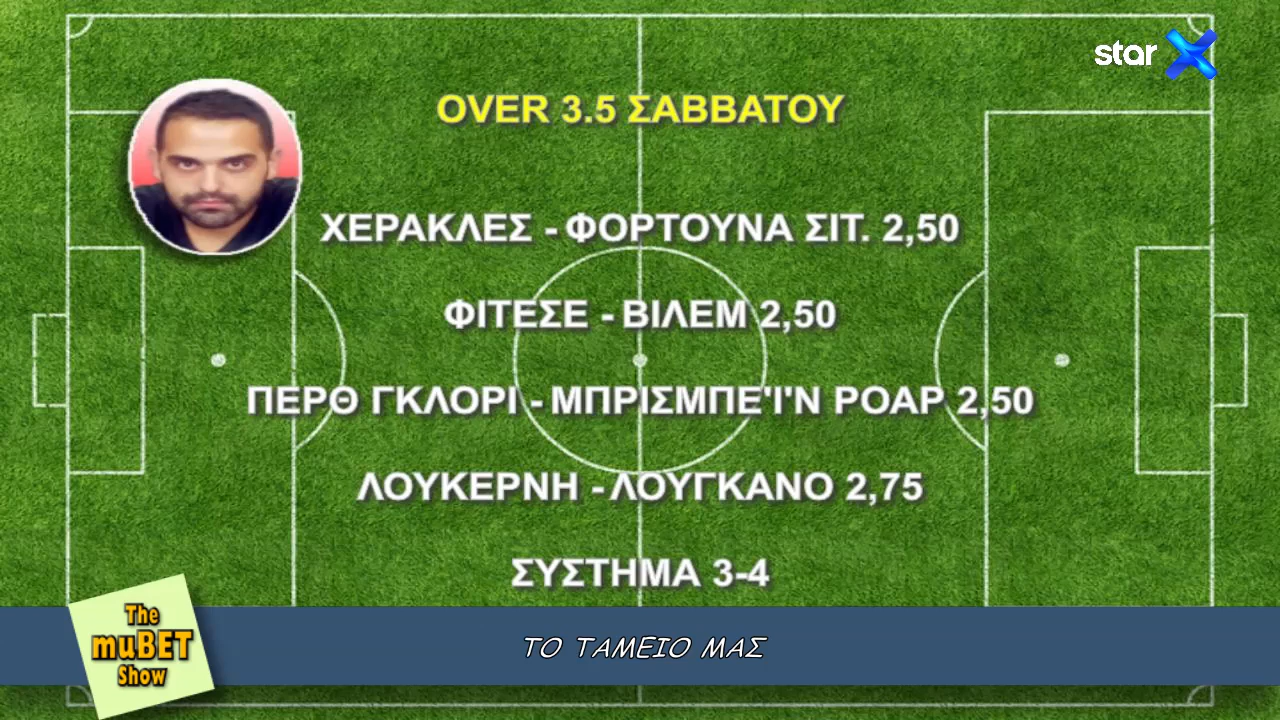 star X
OVER 3.5 ΣΑΒΒΑΤΟΥ
ΧΕΡΑΚΛΕΣ - ΦΟΡΤΟΥΝΑ ΣΙΤ. 2,50
ΦΙΤΕΣΕ - ΒΙΛΕΜ 2,50
ΠΕΡΘ ΓΚΛΟΡΙ - ΜΠΡΙΣΜΠΕ'Ι'Ν ΡΟΑΡ 2,50
ΛΟΥΚΕΡΝΗ - ΛΟΥΓΚΑΝΟ 2,75
ΣΥΣΤΗΜΑ 3-4
The
muBET
Show
ΤΟ ΤΑΜΕΙΟ ΜΑΣ